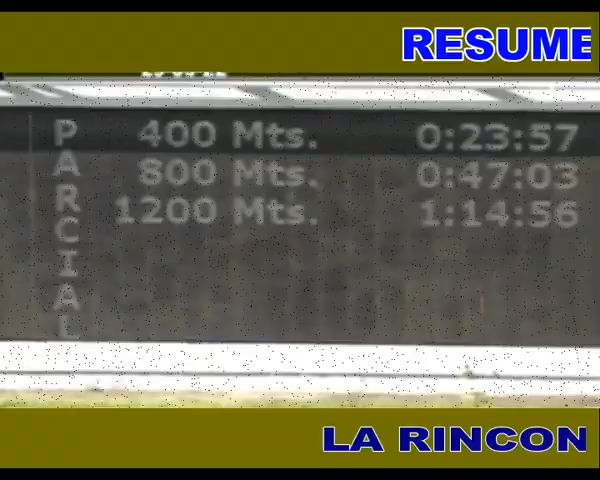 RESUME
P 400 Mts. 0:23:57
A 800 Mts. 0:47:03
R 1200 Mts. 1:14:56
C
I
A
L
LA RINCON